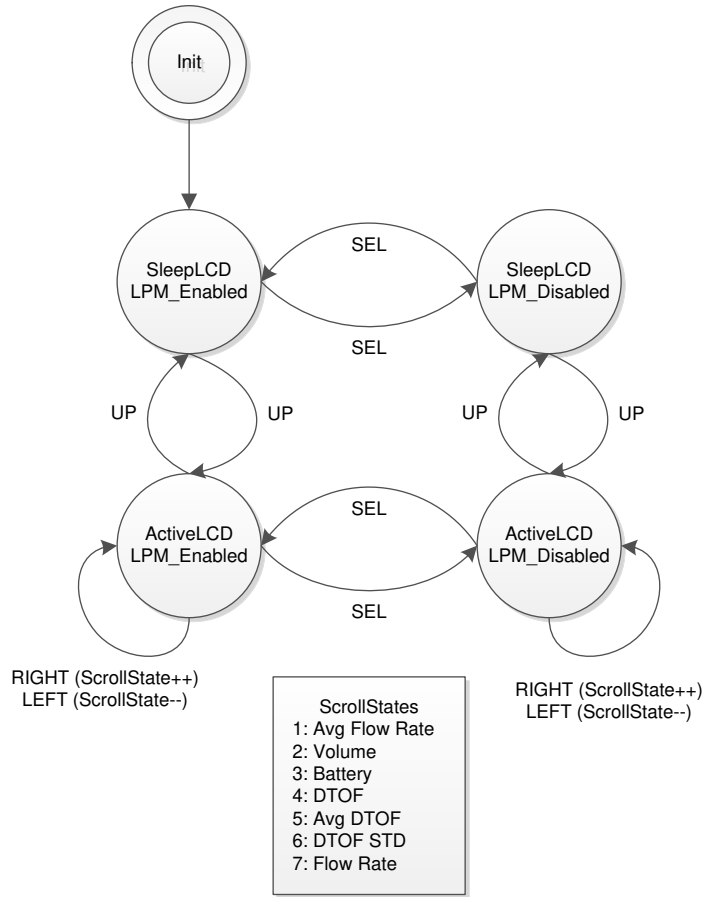 Init
SleepLCD
LPM_Enabled
SEL
SEL
SleepLCD
LPM_Disabled
UP
UP
UP
UP
ActiveLCD
LPM_Enabled
SEL
SEL
ActiveLCD
LPM_Disabled
RIGHT (ScrollState++)
LEFT (ScrollState--)
RIGHT (ScrollState++)
LEFT (ScrollState--)
ScrollStates
1: Avg Flow Rate
2: Volume
3: Battery
4: DTOF
5: Avg DTOF
6: DTOF STD
7: Flow Rate